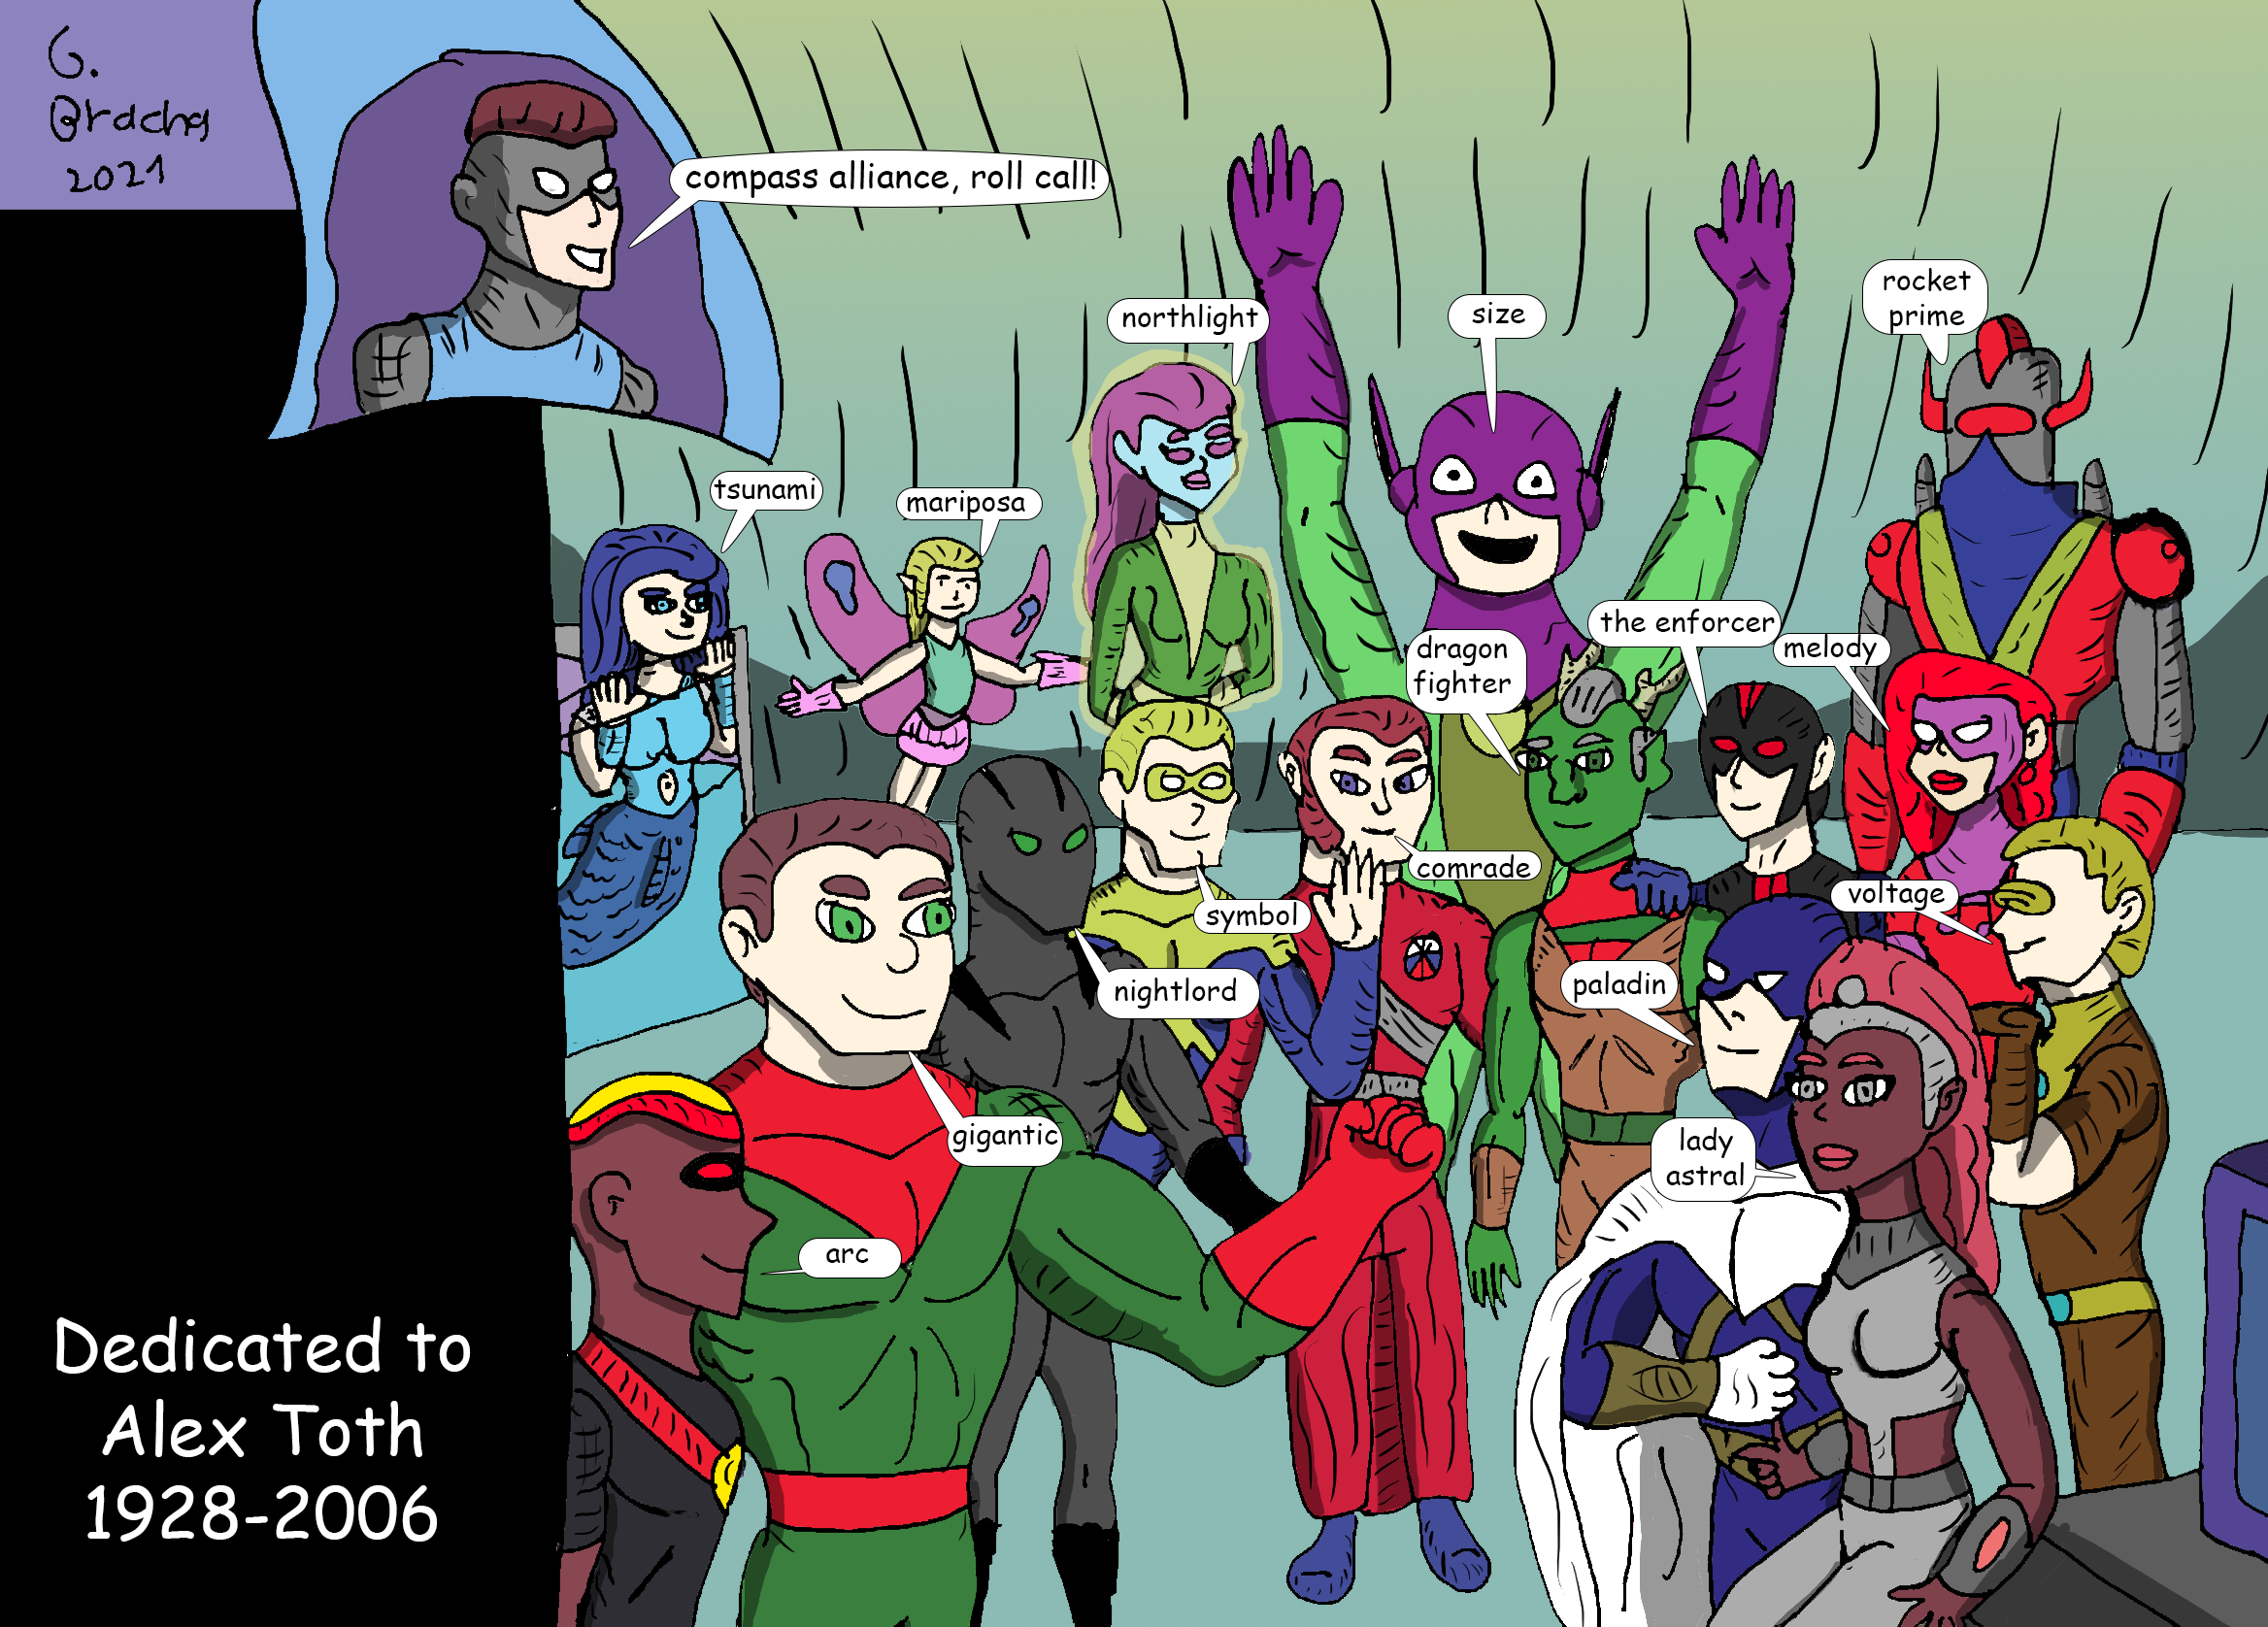 G.
Bracha
2021
compass alliance, roll call!
northlight
size
rocket
prime
tsunami
mariposa
dragon
fighter
the enforcer
melody
comrade
symbol
voltage
nightlord
paladin
gigantic
lady
astral
arc
Dedicated to
Alex Toth
1928-2006